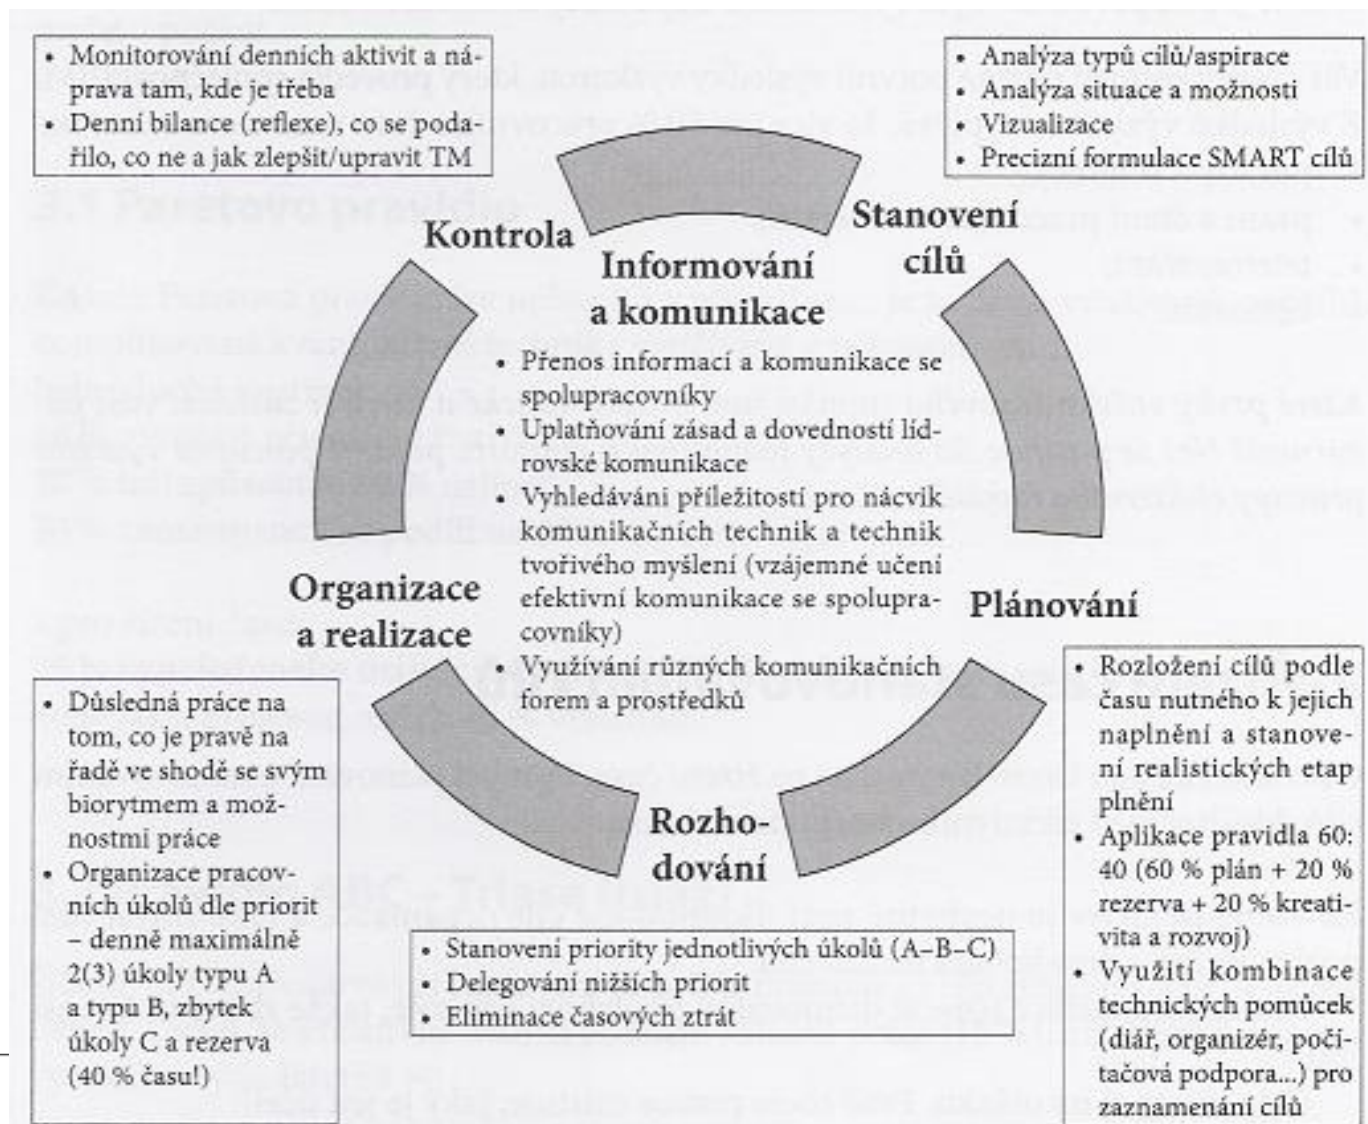 • Monitorování denních aktivit a ná-
prava tam, kde je třeba
• Denní bilance (reflexe), co se poda-
řilo, co ne a jak zlepšit/upravit TM
• Analýza typů cílů/aspirace
• Analýza situace a možností
• Vizualizace
• Precizní formulace SMART cílů
Kontrola
Stanovení
cílů
Informování
a komunikace
• Přenos informací a komunikace se
spolupracovníky
• Uplatňování zásad a dovedností líd-
rovske komunikace
• Vyhledávání příležitostí pro nácvik
komunikačních technik a technik
tvořivého myšlení (vzájemné učení
efektivní komunikace se spolupra-
covníky)
• Využívání různých komunikačních
forem a prostředků
Organizace
a realizace
Plánování
• Důsledná práce na
tom, co je pravě na
řadě ve shodě se svým
biorytmem a mož-
nostmi práce
• Organizace pracov-
ních úkolů dle priorit
– denně maximálně
2(3) úkoly typu A
a typu B, zbytek
úkoly C a rezerva
(40 % času!)
Rozho-
dování
• Stanovení priority jednotlivých úkolů (A–B–C)
• Delegování nižších priorit
• Eliminace časových ztrát
• Rozložení cílů podle
času nutného k jejich
naplnění a stanove-
ní realistických etap
plnění
• Aplikace pravidla 60:
40 (60 % plán + 20 %
rezerva + 20 % kreati-
vita a rozvoj)
• Využití kombinace
technických pomůcek
(diář, organizér, počí-
tačová podpora...) pro
zaznamenání cílů